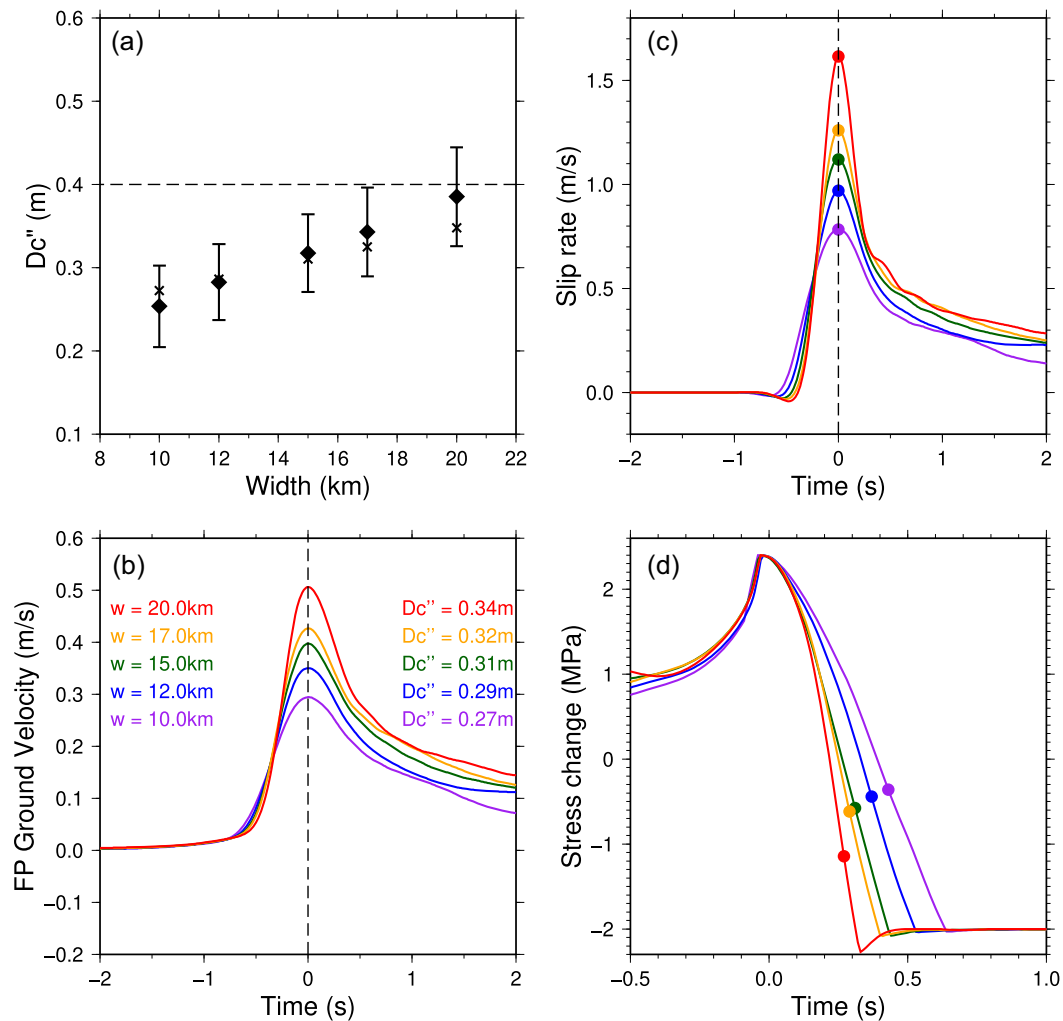 (a)
Dc" (m)
0.6
0.5
0.4
0.3
0.2
0.1
8 10 12 14 16 18 20 22
Width (km)
(c)
Slip rate (m/s)
1.5
1.0
0.5
0.0
−2 −1 0 1 2
Time (s)
(b)
FP Ground Velocity (m/s)
0.6
0.5
0.4
0.3
0.2
0.1
0.0
−0.1
−0.2
w = 20.0km Dc'' = 0.34m
w = 17.0km Dc'' = 0.32m
w = 15.0km Dc'' = 0.31m
w = 12.0km Dc'' = 0.29m
w = 10.0km Dc'' = 0.27m
−2 −1 0 1 2
Time (s)
(d)
Stress change (MPa)
2
1
0
−1
−2
−0.5 0.0 0.5 1.0
Time (s)